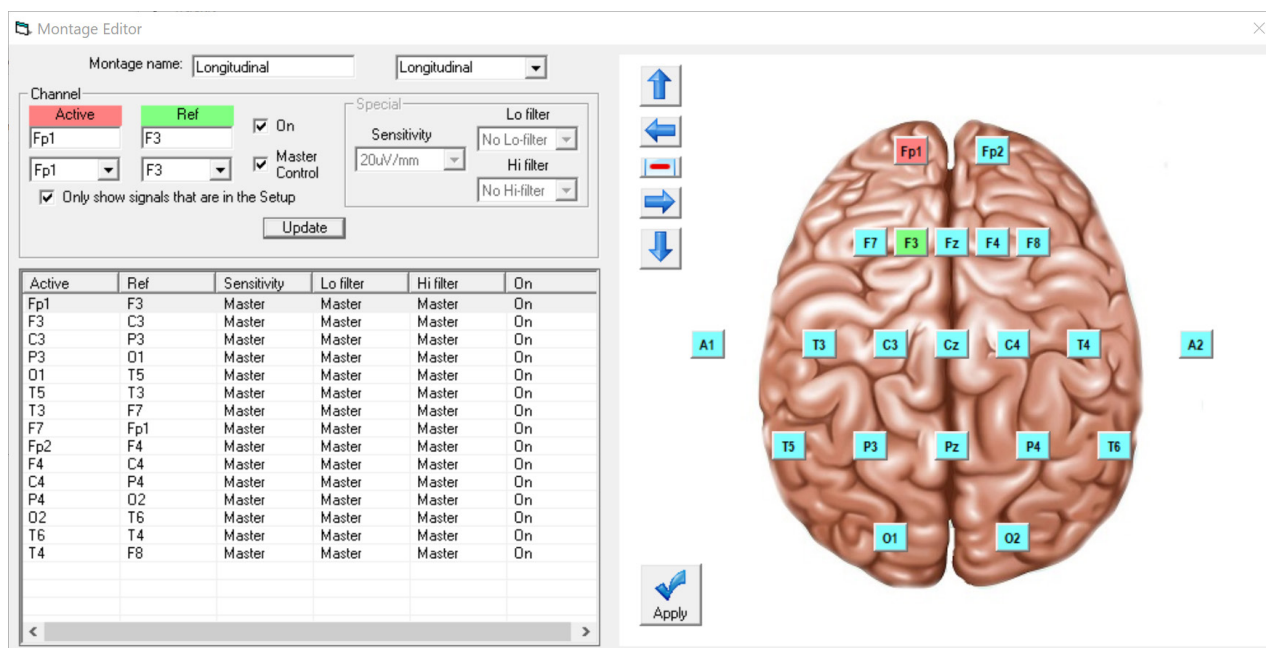 Montage Editor
Montage name: Longitudinal Longitudinal
Channel
Active Ref
Fp1 F3
On
Fp1 F3
Master Control
Only show signals that are in the Setup
Update
Special
Sensitivity
20uV/mm
Lo filter
No Lo-filter
Hi filter
No Hi-filter
Active Ref Sensitivity Lo filter Hi filter On
Fp1 F3 Master Master Master On
F3 C3 Master Master Master On
C3 P3 Master Master Master On
P3 O1 Master Master Master On
O1 T5 Master Master Master On
T5 T3 Master Master Master On
T3 F7 Master Master Master On
F7 Fp1 Master Master Master On
Fp2 F4 Master Master Master On
F4 C4 Master Master Master On
C4 P4 Master Master Master On
P4 O2 Master Master Master On
O2 T6 Master Master Master On
T6 T4 Master Master Master On
T4 F8 Master Master Master On
Fp1 Fp2
F7 F3 Fz F4 F8
A1 T3 C3 Cz C4 T4 A2
T5 P3 Pz P4 T6
O1 O2
Apply